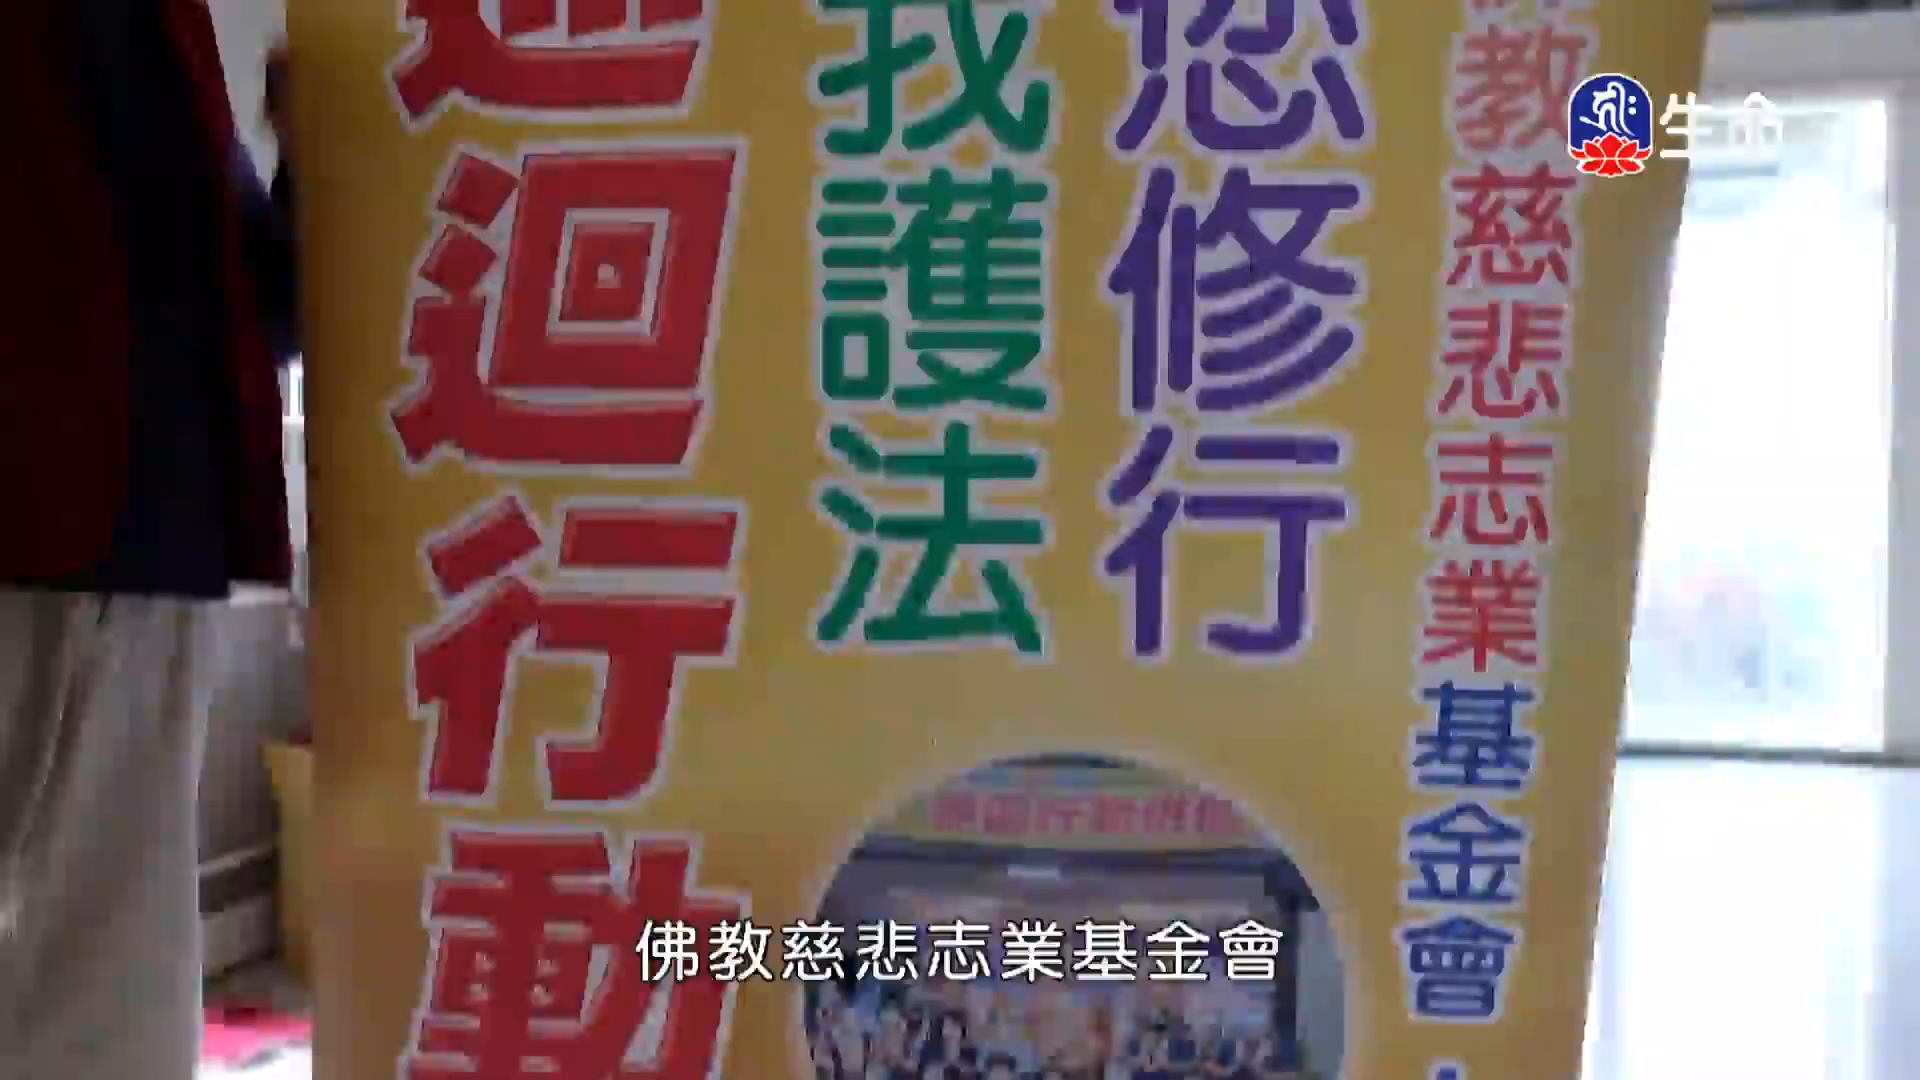 佛教慈悲志業基金會
您修行
我護法
迴行動
生命
佛教慈悲志業基金會